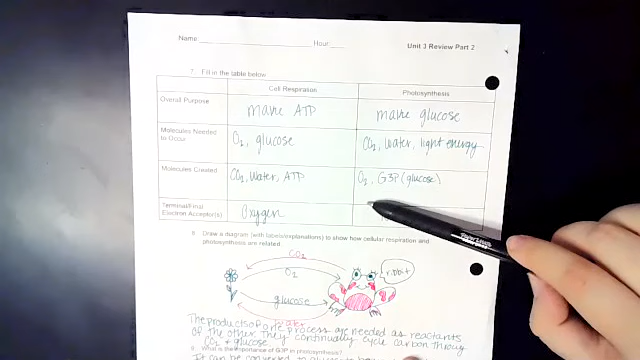 Name: Hour:
Unit 3 Review Part 2
7. Fill in the table below
Cell Respiration Photosynthesis
Overall Purpose make ATP make glucose
Molecules Needed to Occur O2, glucose CO2, water, light energy
Molecules Created CO2, water, ATP O2, G3P (glucose)
Terminal/Final Electron Acceptor(s) Oxygen
8. Draw a diagram (with labels/explanations) to show how cellular respiration and
photosynthesis are related.
CO2
O2
ribbit
glucose
water
The products of one process are needed as reactants
of the other. They continually cycle carbon through
CO2 + glucose
What is the importance of G3P in photosynthesis?
It can be converted to glucose